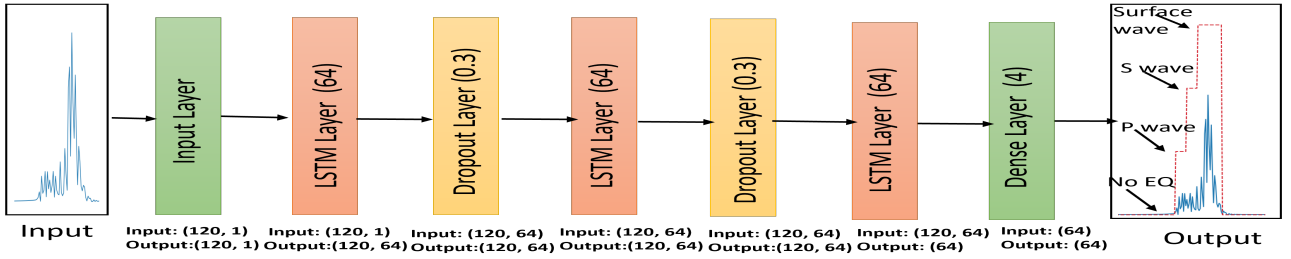 Input
Input Layer
Input: (120, 1)
Output:(120, 1)
LSTM Layer (64)
Input: (120, 1)
Output:(120, 64)
Dropout Layer (0.3)
Input: (120, 64)
Output:(120, 64)
LSTM Layer (64)
Input: (120, 64)
Output:(120, 64)
Dropout Layer (0.3)
Input: (120, 64)
Output:(120, 64)
LSTM Layer (64)
Input: (120, 64)
Output: (64)
Dense Layer (4)
Input: (64)
Output: (64)
Surface
wave
S wave
P wave
No EQ
Output